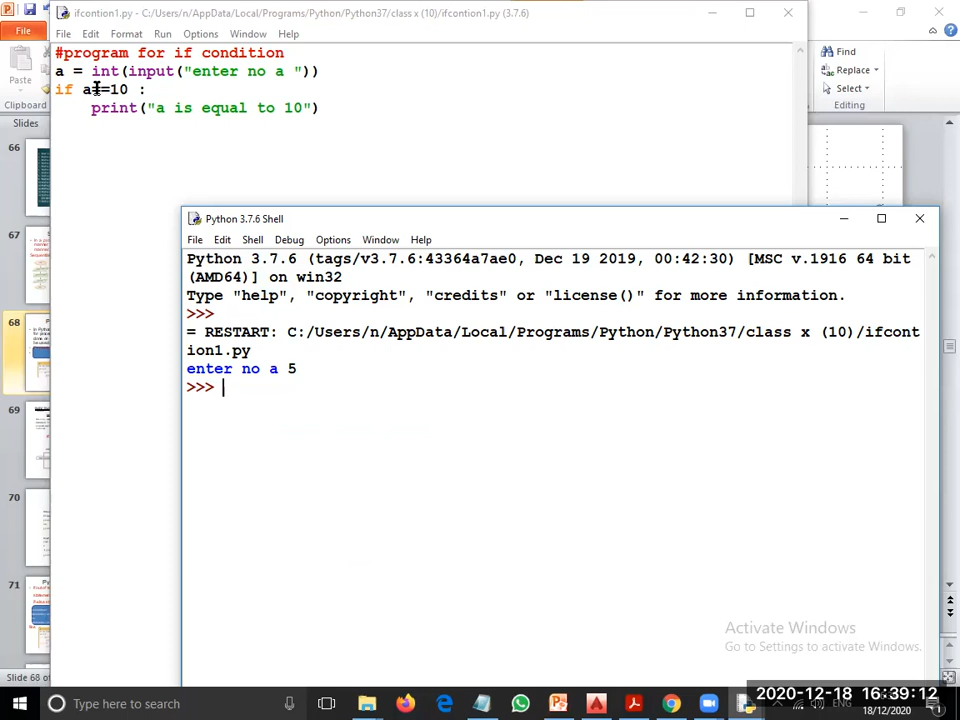 ifcontion1.py - C:/Users/n/AppData/Local/Programs/Python/Python37/class x (10)/ifcontion1.py (3.7.6)
File
File Edit Format Run Options Window Help
#program for if condition
a = int(input("enter no a "))
if a==10 :
print("a is equal to 10")
Paste
Clipboard
Find
Replace
Select
Editing
Slides
66
67
68
69
70
71
Slide 68 of
Python 3.7.6 Shell
File Edit Shell Debug Options Window Help
Python 3.7.6 (tags/v3.7.6:43364a7ae0, Dec 19 2019, 00:42:30) [MSC v.1916 64 bit
(AMD64)] on win32
Type "help", "copyright", "credits" or "license()" for more information.
>>>
= RESTART: C:/Users/n/AppData/Local/Programs/Python/Python37/class x (10)/ifcont
ion1.py
enter no a 5
>>>
Activate Windows
Go to Settings to activate Windows.
Type here to search
2020-12-18 16:39:12
18/12/2020